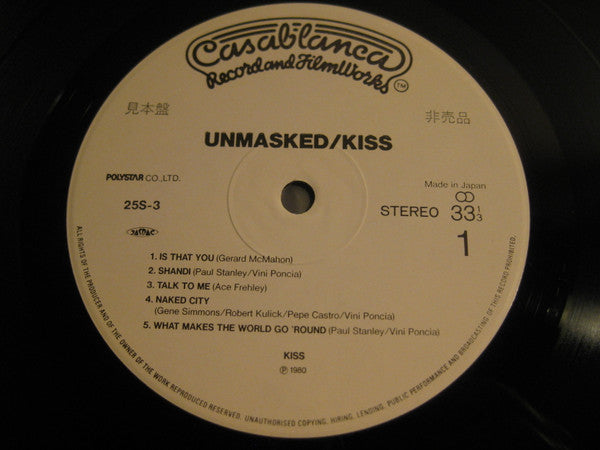 Casablanca
Record and FilmWorks
TM
見本盤
非売品
UNMASKED/KISS
POLYSTAR CO., LTD.
Made in Japan
25S-3
STEREO 33 1/3
JASRAC
1
1. IS THAT YOU (Gerard McMahon)
2. SHANDI (Paul Stanley/Vini Poncia)
3. TALK TO ME (Ace Frehley)
4. NAKED CITY
(Gene Simmons/Robert Kulick/Pepe Castro/Vini Poncia)
5. WHAT MAKES THE WORLD GO 'ROUND (Paul Stanley/Vini Poncia)
KISS
Ⓟ 1980
ALL RIGHTS OF THE PRODUCER AND OF THE OWNER OF THE WORK REPRODUCED RESERVED. UNAUTHORISED COPYING, HIRING, LENDING, PUBLIC PERFORMANCE AND BROADCASTING OF THIS RECORD PROHIBITED.